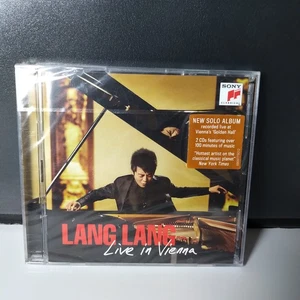 SONY
NEW SOLO ALBUM
recorded live at
Vienna's 'Golden Hall'
2 CDs featuring over
100 minutes of music
"Hottest artist on the
classical music planet"
New York Times
LANG LANG
Live in Vienna